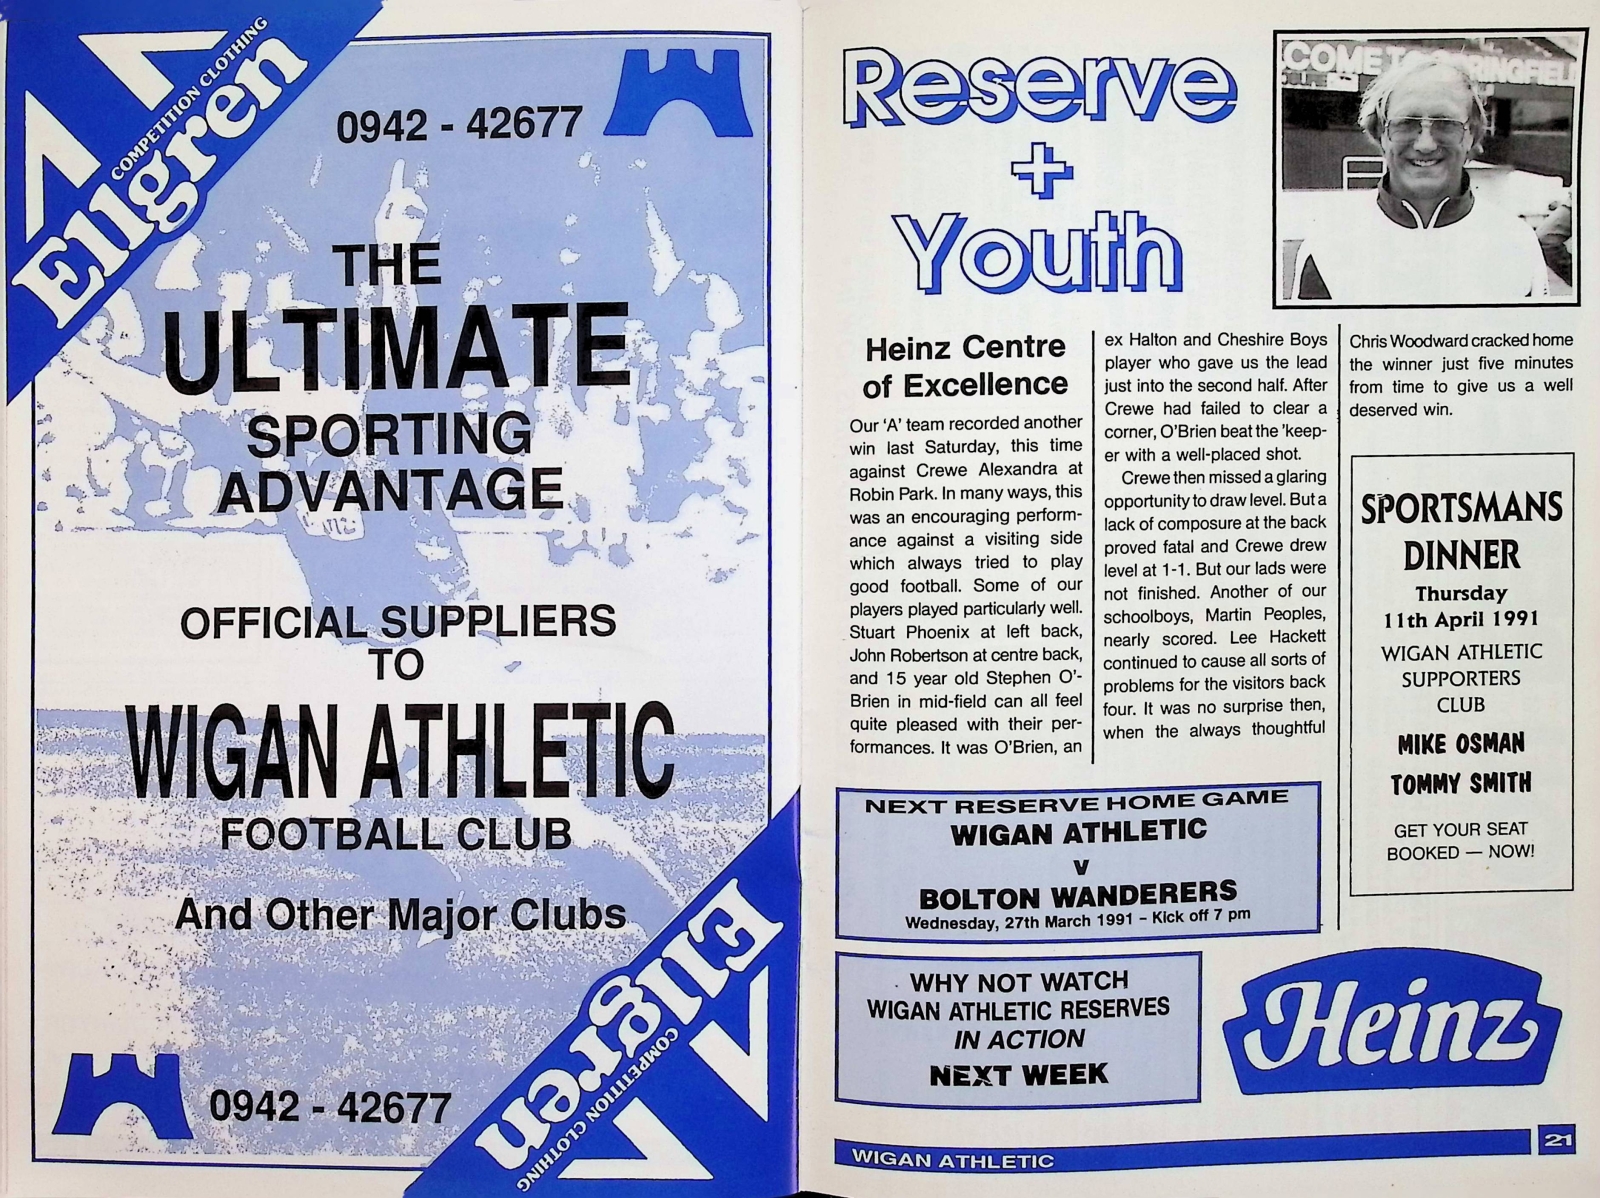 COMPETITION CLOTHING
Ellgren
0942 - 42677
THE
ULTIMATE
SPORTING
ADVANTAGE
OFFICIAL SUPPLIERS
TO
WIGAN ATHLETIC
FOOTBALL CLUB
And Other Major Clubs
0942 - 42677
Ellgren
COMPETITION CLOTHING
Reserve
+
Youth
COME TO SPRINGFIEL
Heinz Centre
of Excellence
Our 'A' team recorded another
win last Saturday, this time
against Crewe Alexandra at
Robin Park. In many ways, this
was an encouraging perform-
ance against a visiting side
which always tried to play
good football. Some of our
players played particularly well.
Stuart Phoenix at left back,
John Robertson at centre back,
and 15 year old Stephen O'-
Brien in mid-field can all feel
quite pleased with their per-
formances. It was O'Brien, an
ex Halton and Cheshire Boys
player who gave us the lead
just into the second half. After
Crewe had failed to clear a
corner, O'Brien beat the 'keep-
er with a well-placed shot.
Crewe then missed a glaring
opportunity to draw level. But a
lack of composure at the back
proved fatal and Crewe drew
level at 1-1. But our lads were
not finished. Another of our
schoolboys, Martin Peoples,
nearly scored. Lee Hackett
continued to cause all sorts of
problems for the visitors back
four. It was no surprise then,
when the always thoughtful
Chris Woodward cracked home
the winner just five minutes
from time to give us a well
deserved win.
SPORTSMANS
DINNER
Thursday
11th April 1991
WIGAN ATHLETIC
SUPPORTERS
CLUB
MIKE OSMAN
TOMMY SMITH
GET YOUR SEAT
BOOKED — NOW!
NEXT RESERVE HOME GAME
WIGAN ATHLETIC
v
BOLTON WANDERERS
Wednesday, 27th March 1991 – Kick off 7 pm
WHY NOT WATCH
WIGAN ATHLETIC RESERVES
IN ACTION
NEXT WEEK
Heinz
WIGAN ATHLETIC
21